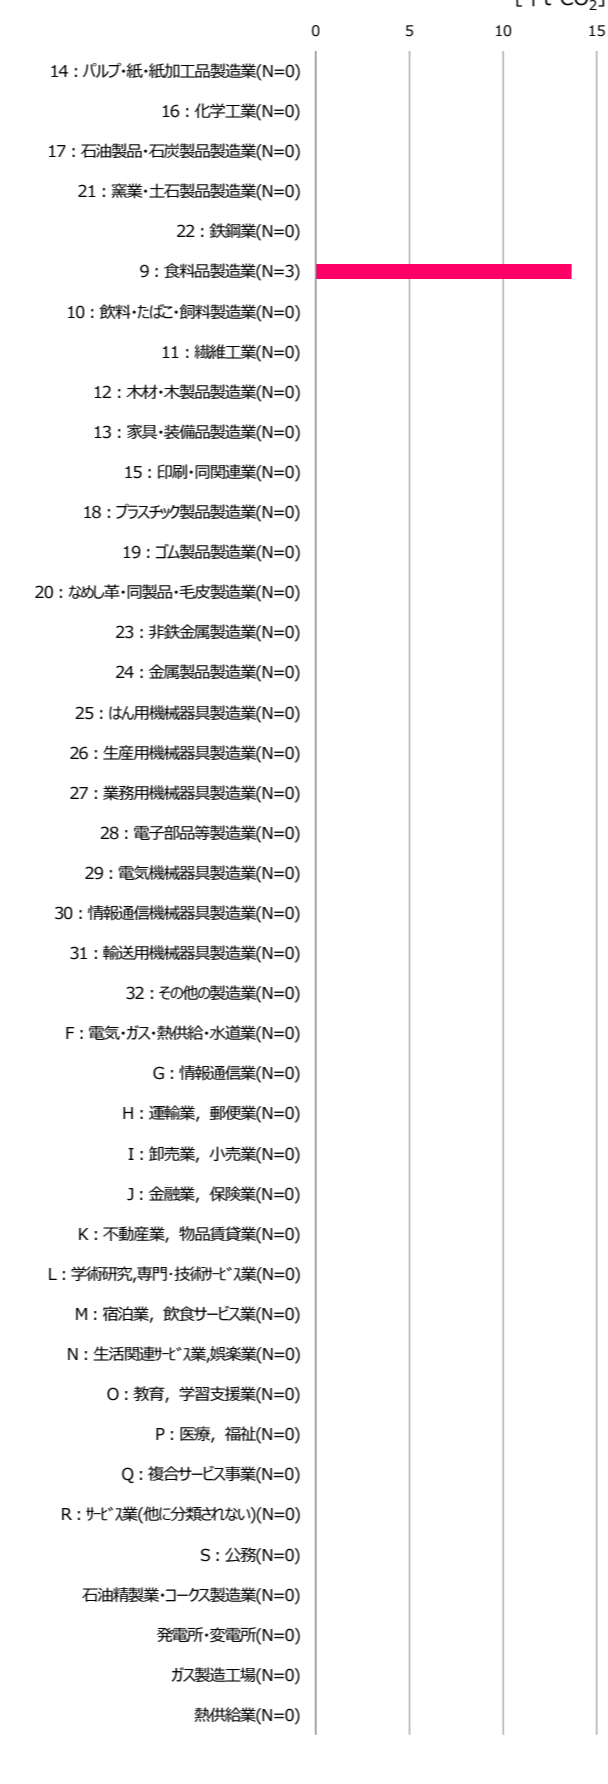 0 5 10 15
14：パルプ・紙・紙加工品製造業(N=0)
16：化学工業(N=0)
17：石油製品・石炭製品製造業(N=0)
21：窯業・土石製品製造業(N=0)
22：鉄鋼業(N=0)
9：食料品製造業(N=3)
10：飲料・たばこ・飼料製造業(N=0)
11：繊維工業(N=0)
12：木材・木製品製造業(N=0)
13：家具・装備品製造業(N=0)
15：印刷・同関連業(N=0)
18：プラスチック製品製造業(N=0)
19：ゴム製品製造業(N=0)
20：なめし革・同製品・毛皮製造業(N=0)
23：非鉄金属製造業(N=0)
24：金属製品製造業(N=0)
25：はん用機械器具製造業(N=0)
26：生産用機械器具製造業(N=0)
27：業務用機械器具製造業(N=0)
28：電子部品等製造業(N=0)
29：電気機械器具製造業(N=0)
30：情報通信機械器具製造業(N=0)
31：輸送用機械器具製造業(N=0)
32：その他の製造業(N=0)
F：電気・ガス・熱供給・水道業(N=0)
G：情報通信業(N=0)
H：運輸業，郵便業(N=0)
I：卸売業，小売業(N=0)
J：金融業，保険業(N=0)
K：不動産業，物品賃貸業(N=0)
L：学術研究,専門・技術ｻｰﾋﾞｽ業(N=0)
M：宿泊業，飲食サービス業(N=0)
N：生活関連ｻｰﾋﾞｽ業,娯楽業(N=0)
O：教育，学習支援業(N=0)
P：医療，福祉(N=0)
Q：複合サービス事業(N=0)
R：ｻｰﾋﾞｽ業(他に分類されない)(N=0)
S：公務(N=0)
石油精製業・コークス製造業(N=0)
発電所・変電所(N=0)
ガス製造工場(N=0)
熱供給業(N=0)